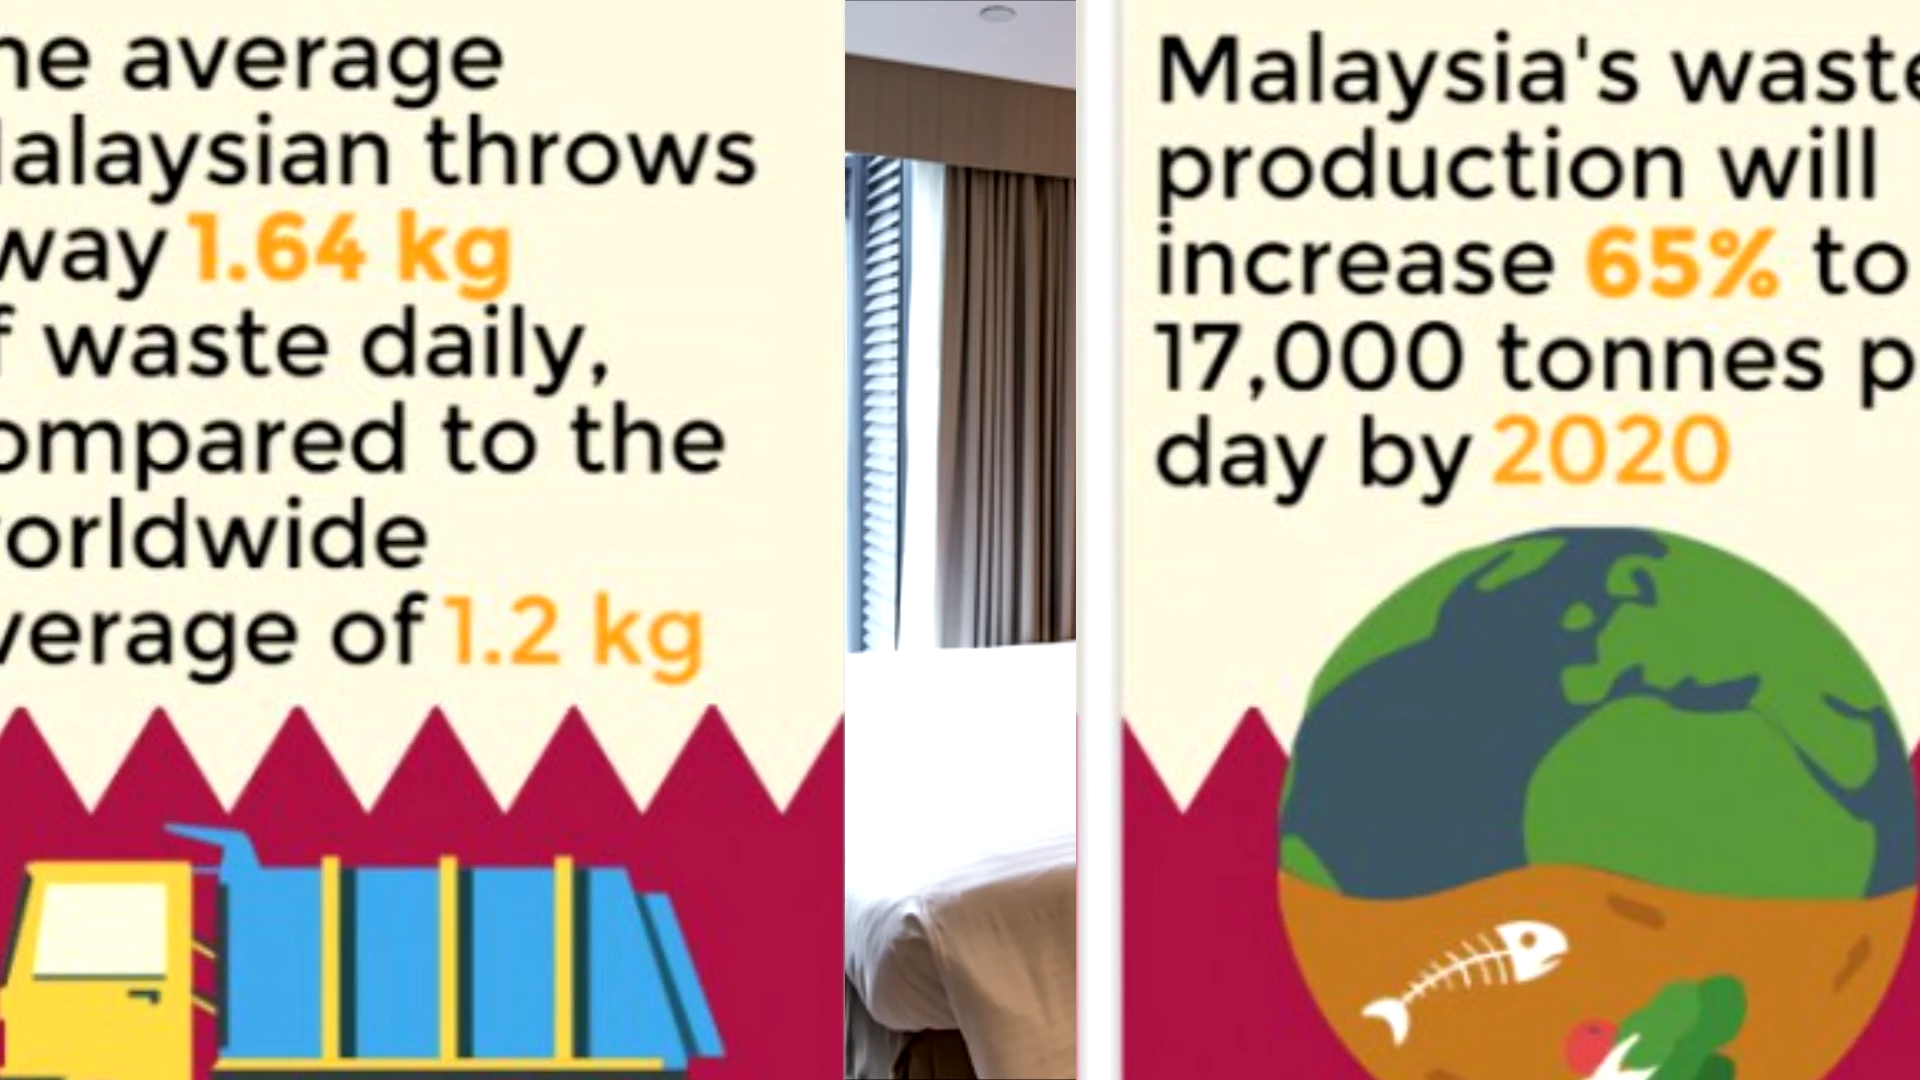 he average
alaysian throws
way 1.64 kg
f waste daily,
ompared to the
orldwide
verage of 1.2 kg
Malaysia's waste
production will
increase 65% to
17,000 tonnes p
day by 2020